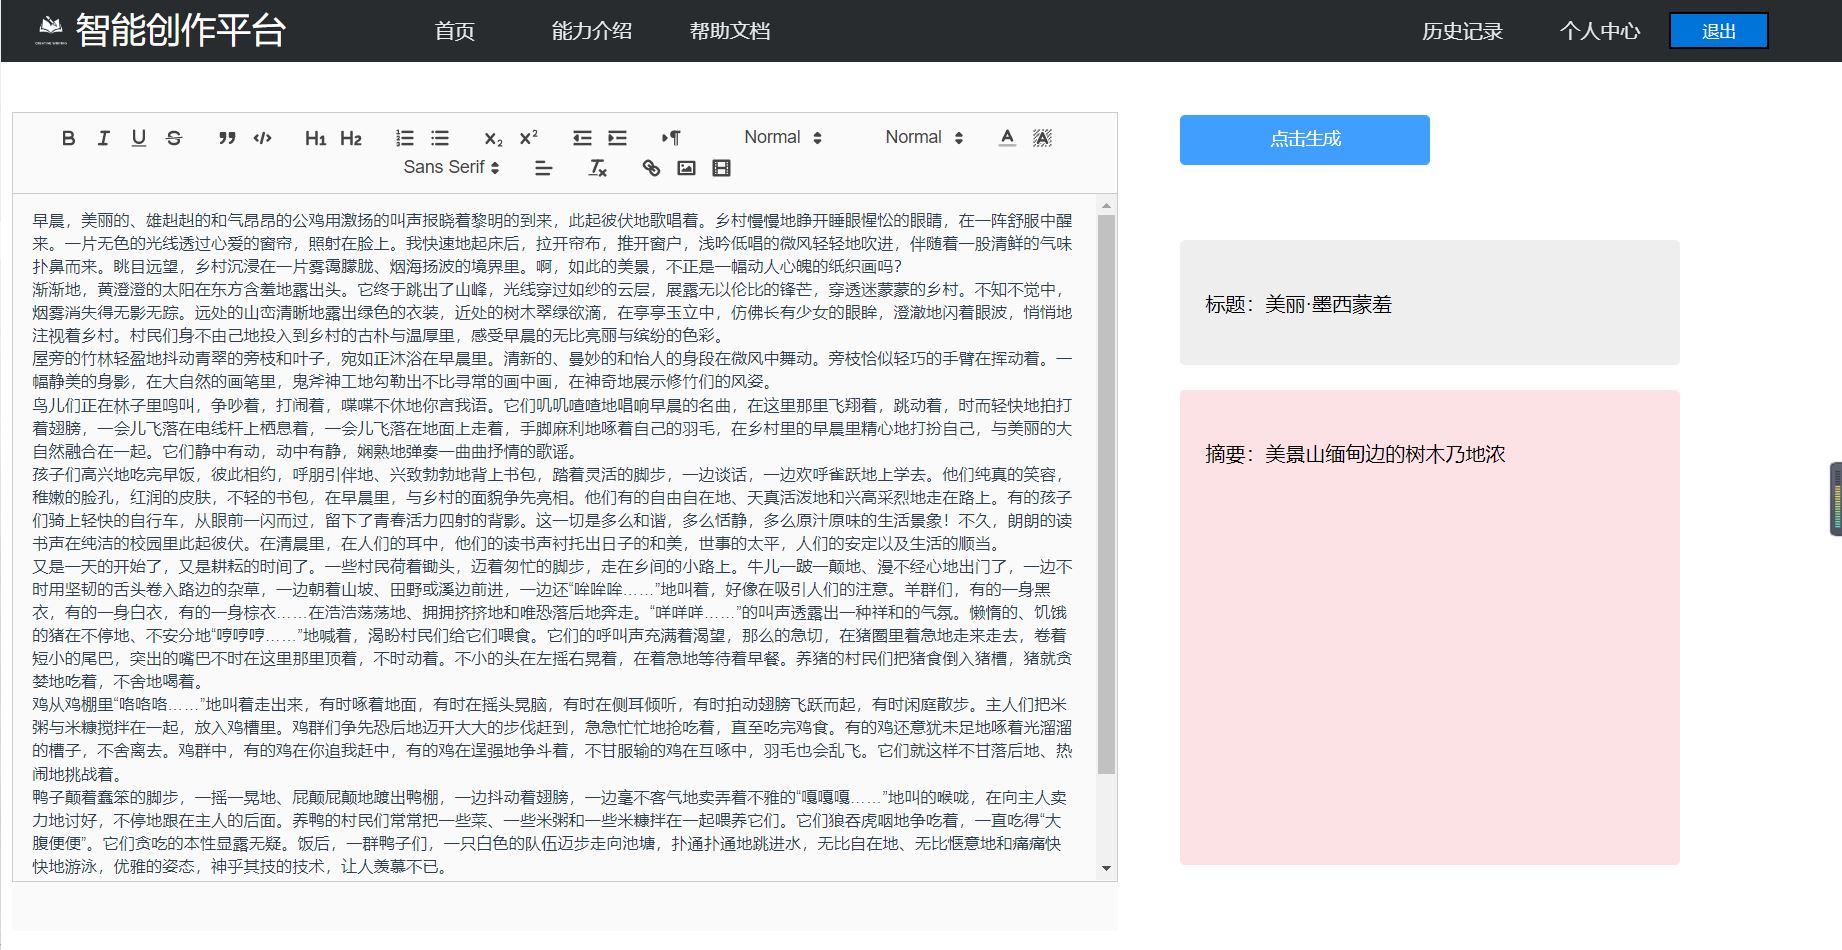 智能创作平台
首页
能力介绍
帮助文档
历史记录
个人中心
退出
B I U S H1 H2 X2 X2 Normal Normal A A
Sans Serif Tx
点击生成
早晨，美丽的、雄赳赳的和气昂昂的公鸡用激扬的叫声报晓着黎明的到来，此起彼伏地歌唱着。乡村慢慢地睁开睡眼惺忪的眼睛，在一阵舒服中醒
来。一片无色的光线透过心爱的窗帘，照射在脸上。我快速地起床后，拉开帘布，推开窗户，浅吟低唱的微风轻轻地吹进，伴随着一股清鲜的气味
扑鼻而来。眺目远望，乡村沉浸在一片雾霭朦胧、烟海扬波的境界里。啊，如此的美景，不正是一幅动人心魄的纸织画吗？
渐渐地，黄澄澄的太阳在东方含羞地露出头。它终于跳出了山峰，光线穿过如纱的云层，展露无以伦比的锋芒，穿透迷蒙蒙的乡村。不知不觉中，
烟雾消失得无影无踪。远处的山峦清晰地露出绿色的衣装，近处的树木翠绿欲滴，在亭亭玉立中，仿佛长有少女的眼眸，澄澈地闪着眼波，悄悄地
注视着乡村。村民们身不由己地投入到乡村的古朴与温厚里，感受早晨的无比亮丽与缤纷的色彩。
屋旁的竹林轻盈地抖动青翠的旁枝和叶子，宛如正沐浴在早晨里。清新的、曼妙的和怡人的身段在微风中舞动。旁枝恰似轻巧的手臂在挥动着。一
幅静美的身影，在大自然的画笔里，鬼斧神工地勾勒出不比寻常的画中画，在神奇地展示修竹们的风姿。
鸟儿们正在林子里鸣叫，争吵着，打闹着，喋喋不休地你言我语。它们叽叽喳喳地唱响早晨的名曲，在这里那里飞翔着，跳动着，时而轻快地拍打
着翅膀，一会儿飞落在电线杆上栖息着，一会儿飞落在地面上走着，手脚麻利地啄着自己的羽毛，在乡村里的早晨里精心地打扮自己，与美丽的大
自然融合在一起。它们静中有动，动中有静，娴熟地弹奏一曲曲抒情的歌谣。
孩子们高兴地吃完早饭，彼此相约，呼朋引伴地、兴致勃勃地背上书包，踏着灵活的脚步，一边谈话，一边欢呼雀跃地上学去。他们纯真的笑容，
稚嫩的脸孔，红润的皮肤，不轻的书包，在早晨里，与乡村的面貌争先亮相。他们有的自由自在地、天真活泼地和兴高采烈地走在路上。有的孩子
们骑上轻快的自行车，从眼前一闪而过，留下了青春活力四射的背影。这一切是多么和谐，多么恬静，多么原汁原味的生活景象！不久，朗朗的读
书声在纯洁的校园里此起彼伏。在清晨里，在人们的耳中，他们的读书声衬托出日子的和美，世事的太平，人们的安定以及生活的顺当。
又是一天的开始了，又是耕耘的时间了。一些村民荷着锄头，迈着匆忙的脚步，走在乡间的小路上。牛儿一跛一颠地、漫不经心地出门了，一边不
时用坚韧的舌头卷入路边的杂草，一边朝着山坡、田野或溪边前进，一边还“哞哞哞……”地叫着，好像在吸引人们的注意。羊群们，有的一身黑
衣，有的一身白衣，有的一身棕衣……在浩浩荡荡地、拥拥挤挤地和唯恐落后地奔走。“咩咩咩……”的叫声透露出一种祥和的气氛。懒惰的、饥饿
的猪在不停地、不安分地“哼哼哼……”地喊着，渴盼村民们给它们喂食。它们的呼叫声充满着渴望，那么的急切，在猪圈里着急地走来走去，卷着
短小的尾巴，突出的嘴巴不时在这里那里顶着，不时动着。不小的头在左摇右晃着，在着急地等待着早餐。养猪的村民们把猪食倒入猪槽，猪就贪
婪地吃着，不舍地喝着。
鸡从鸡棚里“咯咯咯……”地叫着走出来，有时啄着地面，有时在摇头晃脑，有时在侧耳倾听，有时拍动翅膀飞跃而起，有时闲庭散步。主人们把米
粥与米糠搅拌在一起，放入鸡槽里。鸡群们争先恐后地迈开大大的步伐赶到，急急忙忙地抢吃着，直至吃完鸡食。有的鸡还意犹未足地啄着光溜溜
的槽子，不舍离去。鸡群中，有的鸡在你追我赶中，有的鸡在逞强地争斗着，不甘服输的鸡在互啄中，羽毛也会乱飞。它们就这样不甘落后地、热
闹地挑战着。
鸭子颠着蠢笨的脚步，一摇一晃地、屁颠屁颠地踱出鸭棚，一边抖动着翅膀，一边毫不客气地卖弄着不雅的“嘎嘎嘎……”地叫的喉咙，在向主人卖
力地讨好，不停地跟在主人的后面。养鸭的村民们常常把一些菜、一些米粥和一些米糠拌在一起喂养它们。它们狼吞虎咽地争吃着，一直吃得“大
腹便便”。它们贪吃的本性显露无疑。饭后，一群鸭子们，一只白色的队伍迈步走向池塘，扑通扑通地跳进水，无比自在地、无比惬意地和痛痛快
快地游泳，优雅的姿态，神乎其技的技术，让人羡慕不已。
标题：美丽·墨西蒙羞
摘要：美景山缅甸边的树木乃地浓